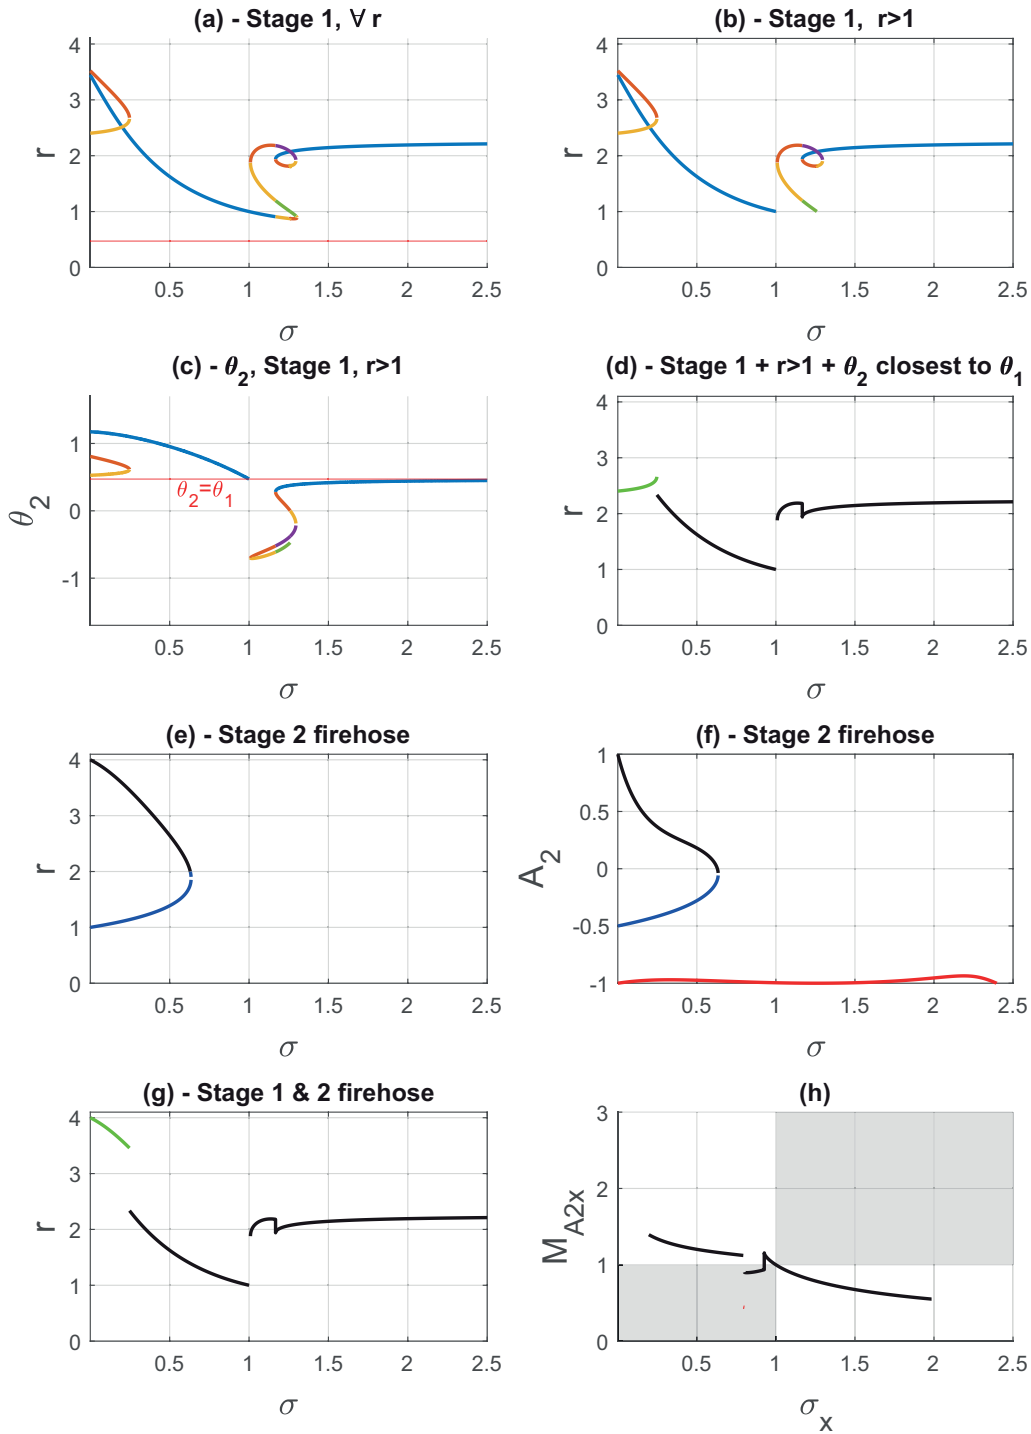 (a) - Stage 1, ∀ r
4
3
2
1
0
r
0.5 1 1.5 2 2.5
σ
(b) - Stage 1, r>1
4
3
2
1
0
r
0.5 1 1.5 2 2.5
σ
(c) - θ2, Stage 1, r>1
1
0
-1
θ2
θ2=θ1
0.5 1 1.5 2 2.5
σ
(d) - Stage 1 + r>1 + θ2 closest to θ1
4
3
2
1
0
r
0.5 1 1.5 2 2.5
σ
(e) - Stage 2 firehose
4
3
2
1
0
r
0.5 1 1.5 2 2.5
σ
(f) - Stage 2 firehose
1
0.5
0
-0.5
-1
A2
0.5 1 1.5 2 2.5
σ
(g) - Stage 1 & 2 firehose
4
3
2
1
0
r
0.5 1 1.5 2 2.5
σ
(h)
3
2
1
0
MA2x
0.5 1 1.5 2 2.5
σx